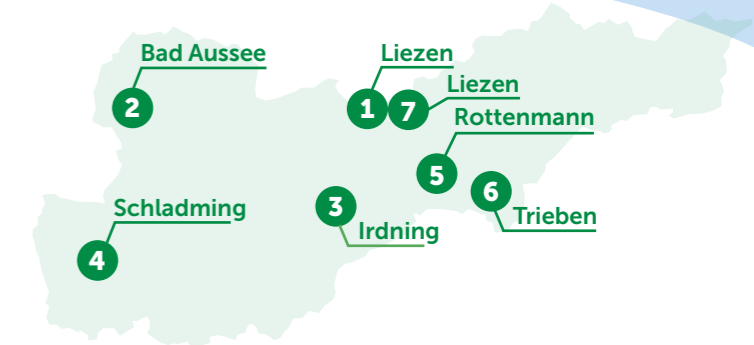 Bad Aussee
2
Liezen
1
Liezen
7
Rottenmann
5
6
Trieben
Schladming
4
3
Irdning